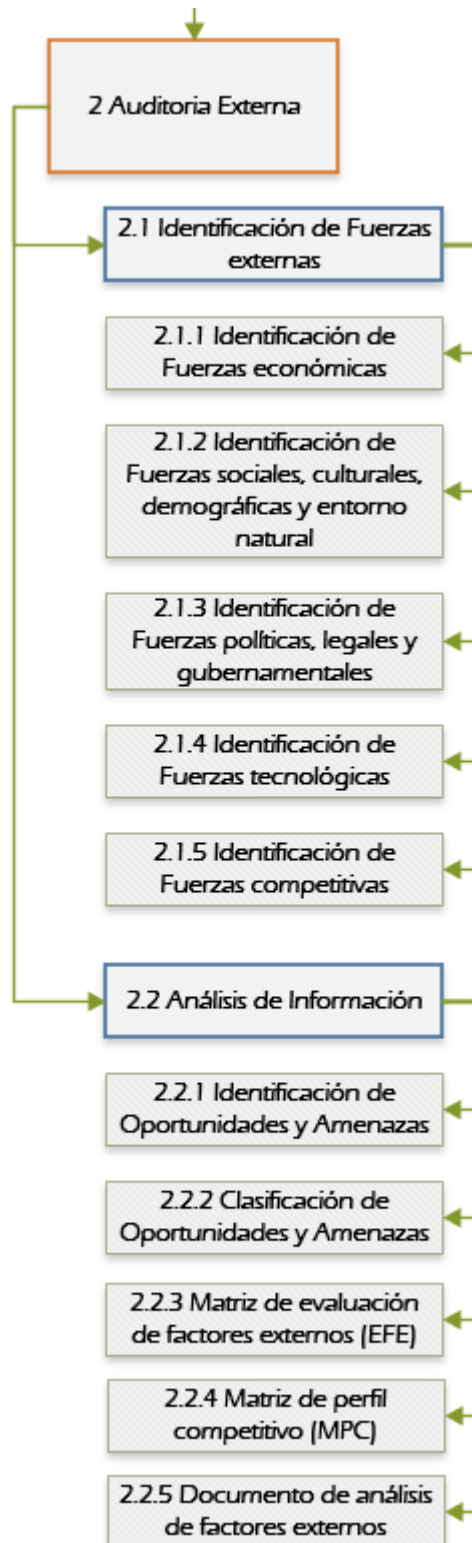 2 Auditoria Externa
2.1 Identificación de Fuerzas
externas
2.1.1 Identificación de
Fuerzas económicas
2.1.2 Identificación de
Fuerzas sociales, culturales,
demográficas y entorno
natural
2.1.3 Identificación de
Fuerzas políticas, legales y
gubernamentales
2.1.4 Identificación de
Fuerzas tecnológicas
2.1.5 Identificación de
Fuerzas competitivas
2.2 Análisis de Información
2.2.1 Identificación de
Oportunidades y Amenazas
2.2.2 Clasificación de
Oportunidades y Amenazas
2.2.3 Matriz de evaluación
de factores externos (EFE)
2.2.4 Matriz de perfil
competitivo (MPC)
2.2.5 Documento de análisis
de factores externos